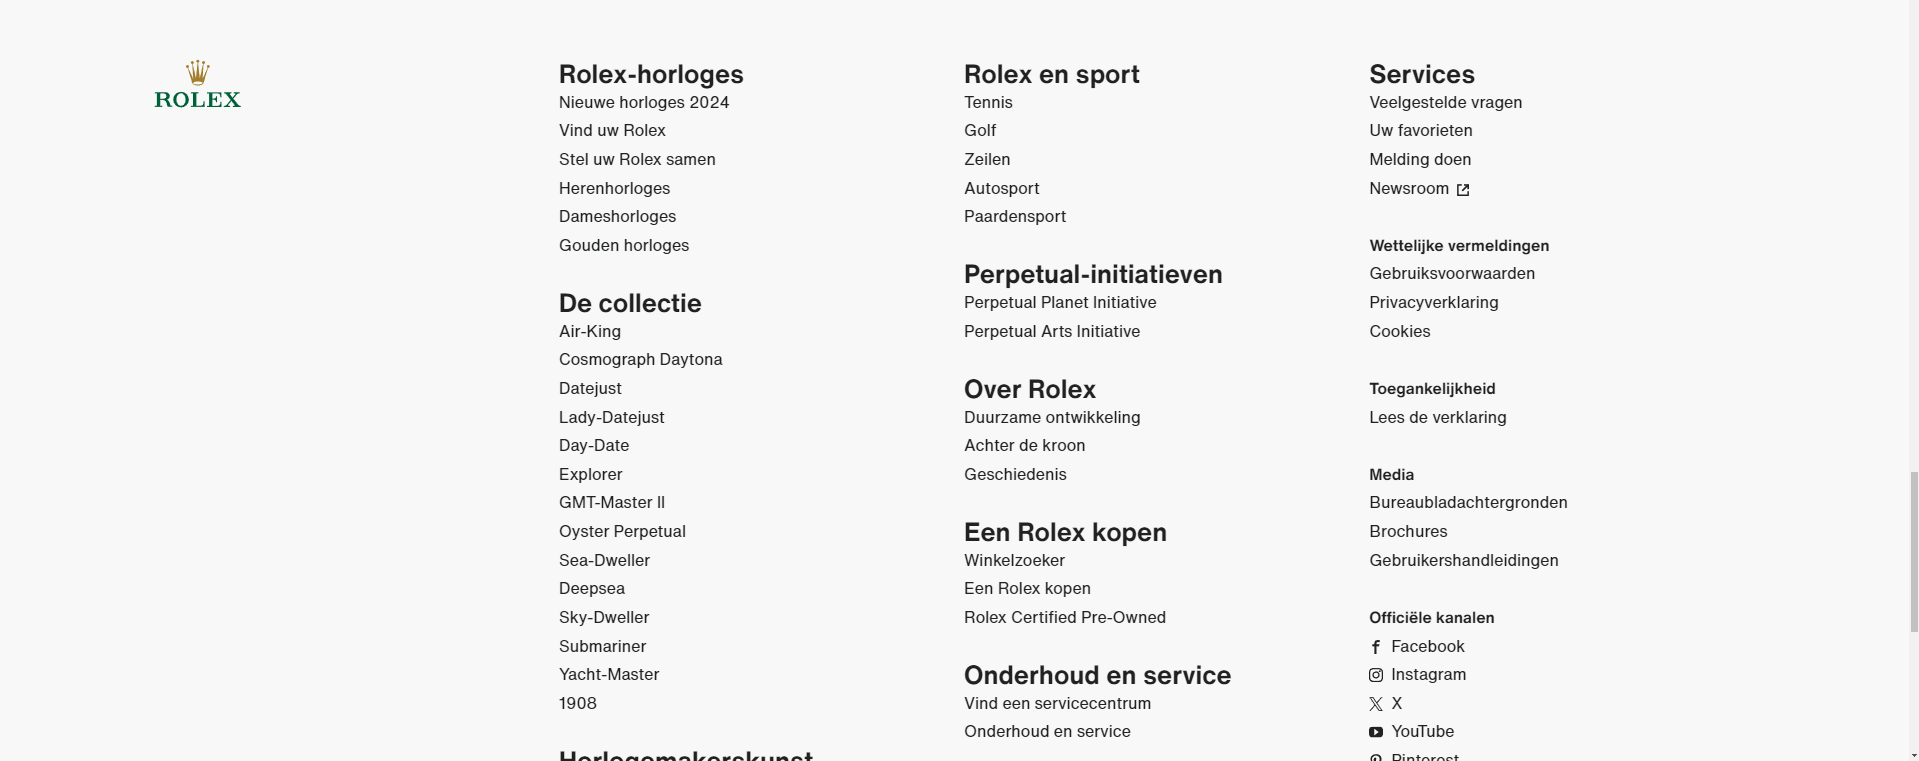 ROLEX
Rolex-horloges
Nieuwe horloges 2024
Vind uw Rolex
Stel uw Rolex samen
Herenhorloges
Dameshorloges
Gouden horloges
De collectie
Air-King
Cosmograph Daytona
Datejust
Lady-Datejust
Day-Date
Explorer
GMT-Master II
Oyster Perpetual
Sea-Dweller
Deepsea
Sky-Dweller
Submariner
Yacht-Master
1908
Horlogemakerskunst
Rolex en sport
Tennis
Golf
Zeilen
Autosport
Paardensport
Perpetual-initiatieven
Perpetual Planet Initiative
Perpetual Arts Initiative
Over Rolex
Duurzame ontwikkeling
Achter de kroon
Geschiedenis
Een Rolex kopen
Winkelzoeker
Een Rolex kopen
Rolex Certified Pre-Owned
Onderhoud en service
Vind een servicecentrum
Onderhoud en service
Services
Veelgestelde vragen
Uw favorieten
Melding doen
Newsroom
Wettelijke vermeldingen
Gebruiksvoorwaarden
Privacyverklaring
Cookies
Toegankelijkheid
Lees de verklaring
Media
Bureaubladachtergronden
Brochures
Gebruikershandleidingen
Officiële kanalen
Facebook
Instagram
X
YouTube
Pinterest